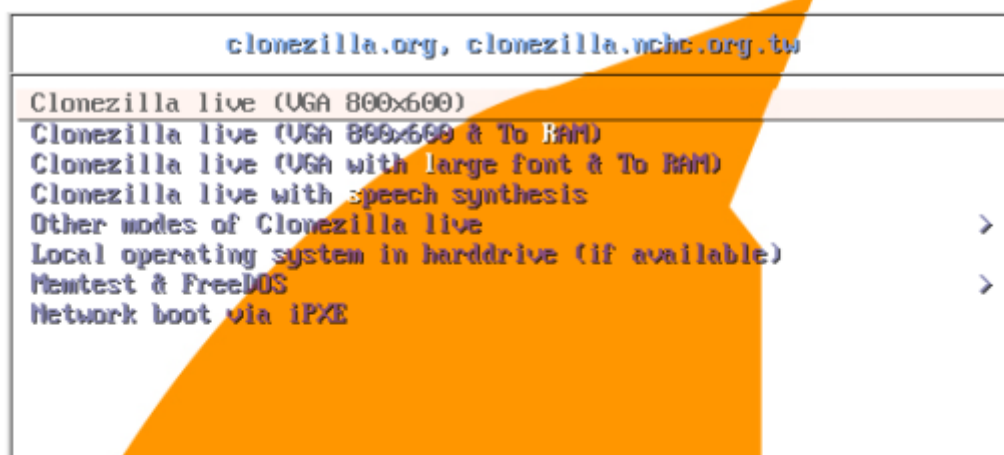 clonezilla.org, clonezilla.nchc.org.tw
Clonezilla live (VGA 800x600)
Clonezilla live (VGA 800x600 & To RAM)
Clonezilla live (VGA with large font & To RAM)
Clonezilla live with speech synthesis
Other modes of Clonezilla live >
Local operating system in harddrive (if available)
Memtest & FreeDOS >
Network boot via iPXE